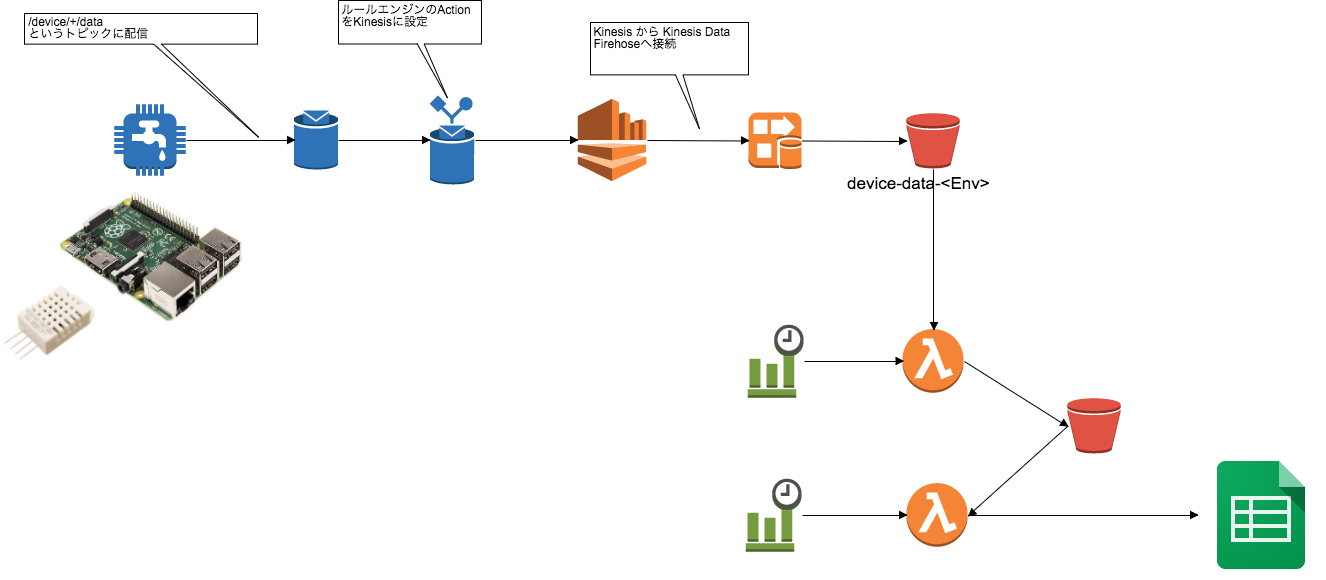 /device/+/data
というトピックに配信
ルールエンジンのAction
をKinesisに設定
Kinesis から Kinesis Data
Firehoseへ接続
device-data-<Env>